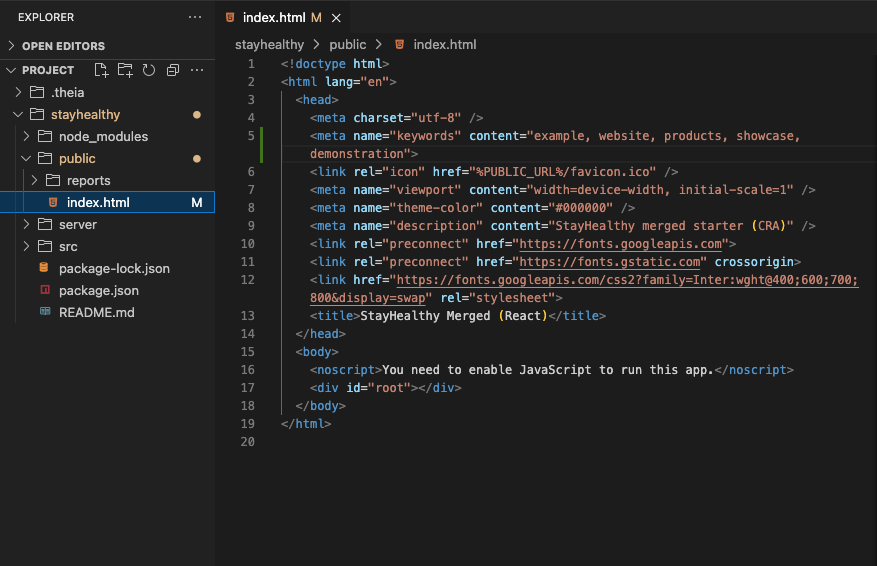 EXPLORER
index.html M
OPEN EDITORS
PROJECT
.theia
stayhealthy
node_modules
public
reports
index.html M
server
src
package-lock.json
package.json
README.md
stayhealthy > public > index.html
1 <!doctype html>
2 <html lang="en">
3 <head>
4 <meta charset="utf-8" />
5 <meta name="keywords" content="example, website, products, showcase,
demonstration">
6 <link rel="icon" href="%PUBLIC_URL%/favicon.ico" />
7 <meta name="viewport" content="width=device-width, initial-scale=1" />
8 <meta name="theme-color" content="#000000" />
9 <meta name="description" content="StayHealthy merged starter (CRA)" />
10 <link rel="preconnect" href="https://fonts.googleapis.com">
11 <link rel="preconnect" href="https://fonts.gstatic.com" crossorigin>
12 <link href="https://fonts.googleapis.com/css2?family=Inter:wght@400;600;700;
800&display=swap" rel="stylesheet">
13 <title>StayHealthy Merged (React)</title>
14 </head>
15 <body>
16 <noscript>You need to enable JavaScript to run this app.</noscript>
17 <div id="root"></div>
18 </body>
19 </html>
20